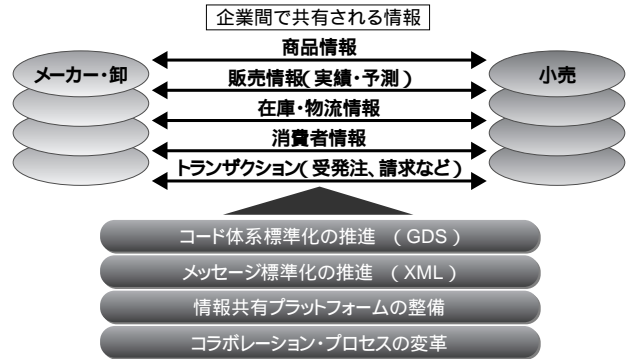 企業間で共有される情報
商品情報
メーカー・卸
販売情報(実績・予測)
小売
在庫・物流情報
消費者情報
トランザクション(受発注、請求など)
コード体系標準化の推進 (GDS)
メッセージ標準化の推進 (XML)
情報共有プラットフォームの整備
コラボレーション・プロセスの変革